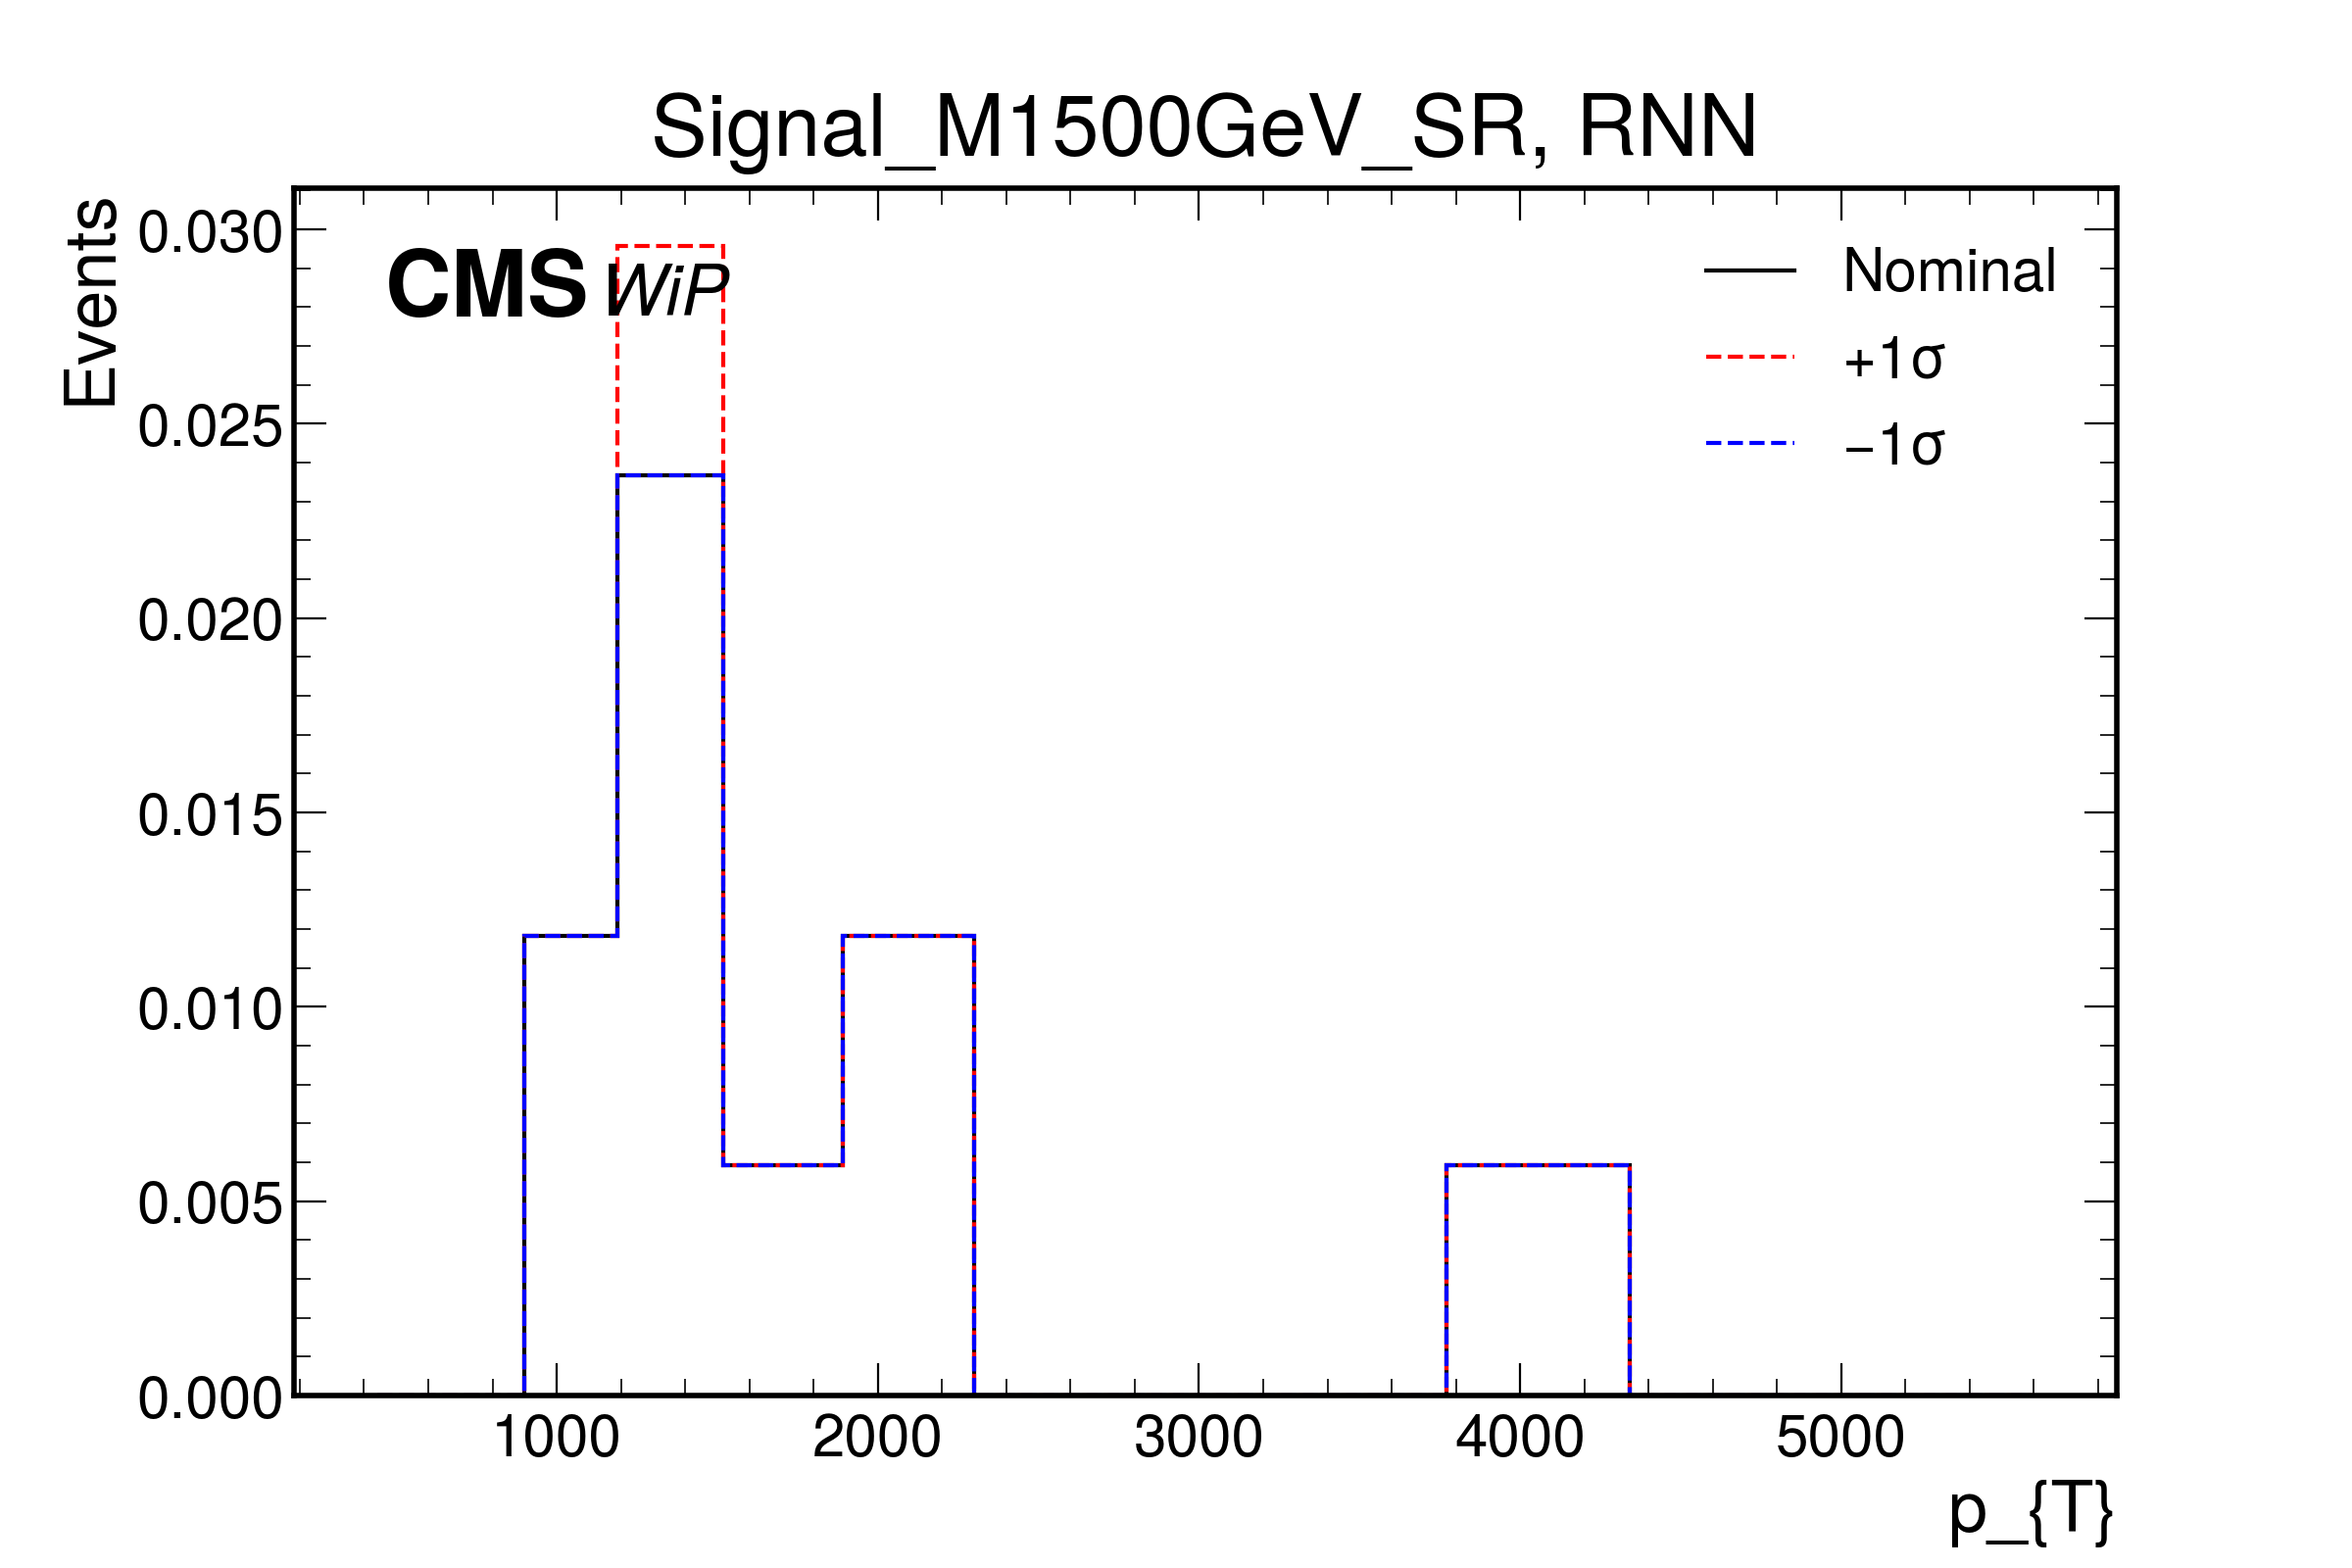 Signal_M1500GeV_SR, RNN
Events
CMS WiP
Nominal
+1σ
−1σ
0.030
0.025
0.020
0.015
0.010
0.005
0.000
1000 2000 3000 4000 5000
p_{T}